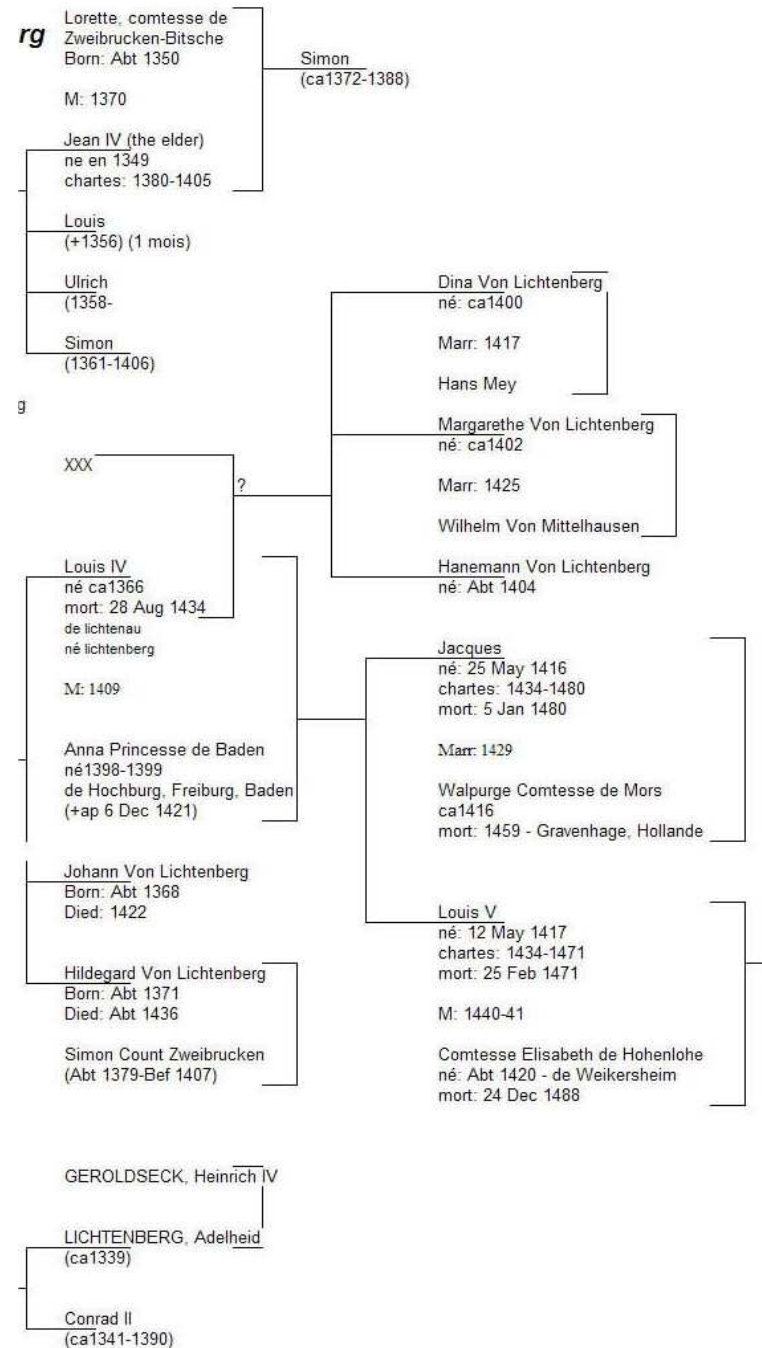 rg
Lorette, comtesse de
Zweibrucken-Bitsche
Born: Abt 1350
M: 1370
Jean IV (the elder)
ne en 1349
chartes: 1380-1405
Simon
(ca1372-1388)
Louis
(+1356) (1 mois)
Ulrich
(1358-
Simon
(1361-1406)
g
XXX
?
Louis IV
né ca1366
mort: 28 Aug 1434
de lichtenau
né lichtenberg
M: 1409
Anna Princesse de Baden
né1398-1399
de Hochburg, Freiburg, Baden
(+ap 6 Dec 1421)
Johann Von Lichtenberg
Born: Abt 1368
Died: 1422
Hildegard Von Lichtenberg
Born: Abt 1371
Died: Abt 1436
Simon Count Zweibrucken
(Abt 1379-Bef 1407)
GEROLDSECK, Heinrich IV
LICHTENBERG, Adelheid
(ca1339)
Conrad II
(ca1341-1390)
Dina Von Lichtenberg
né: ca1400
Marr: 1417
Hans Mey
Margarethe Von Lichtenberg
né: ca1402
Marr: 1425
Wilhelm Von Mittelhausen
Hanemann Von Lichtenberg
né: Abt 1404
Jacques
né: 25 May 1416
chartes: 1434-1480
mort: 5 Jan 1480
Marr: 1429
Walpurge Comtesse de Mors
ca1416
mort: 1459 - Gravenhage, Hollande
Louis V
né: 12 May 1417
chartes: 1434-1471
mort: 25 Feb 1471
M: 1440-41
Comtesse Elisabeth de Hohenlohe
né: Abt 1420 - de Weikersheim
mort: 24 Dec 1488